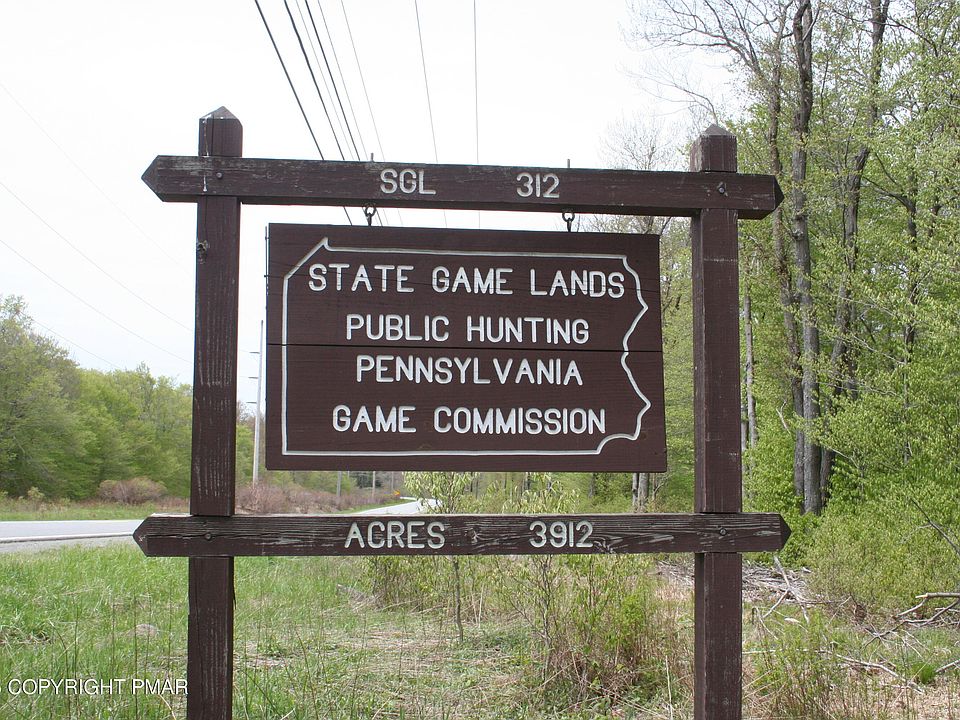 SGL 312
STATE GAME LANDS
PUBLIC HUNTING
PENNSYLVANIA
GAME COMMISSION
ACRES 3912
COPYRIGHT PMAR